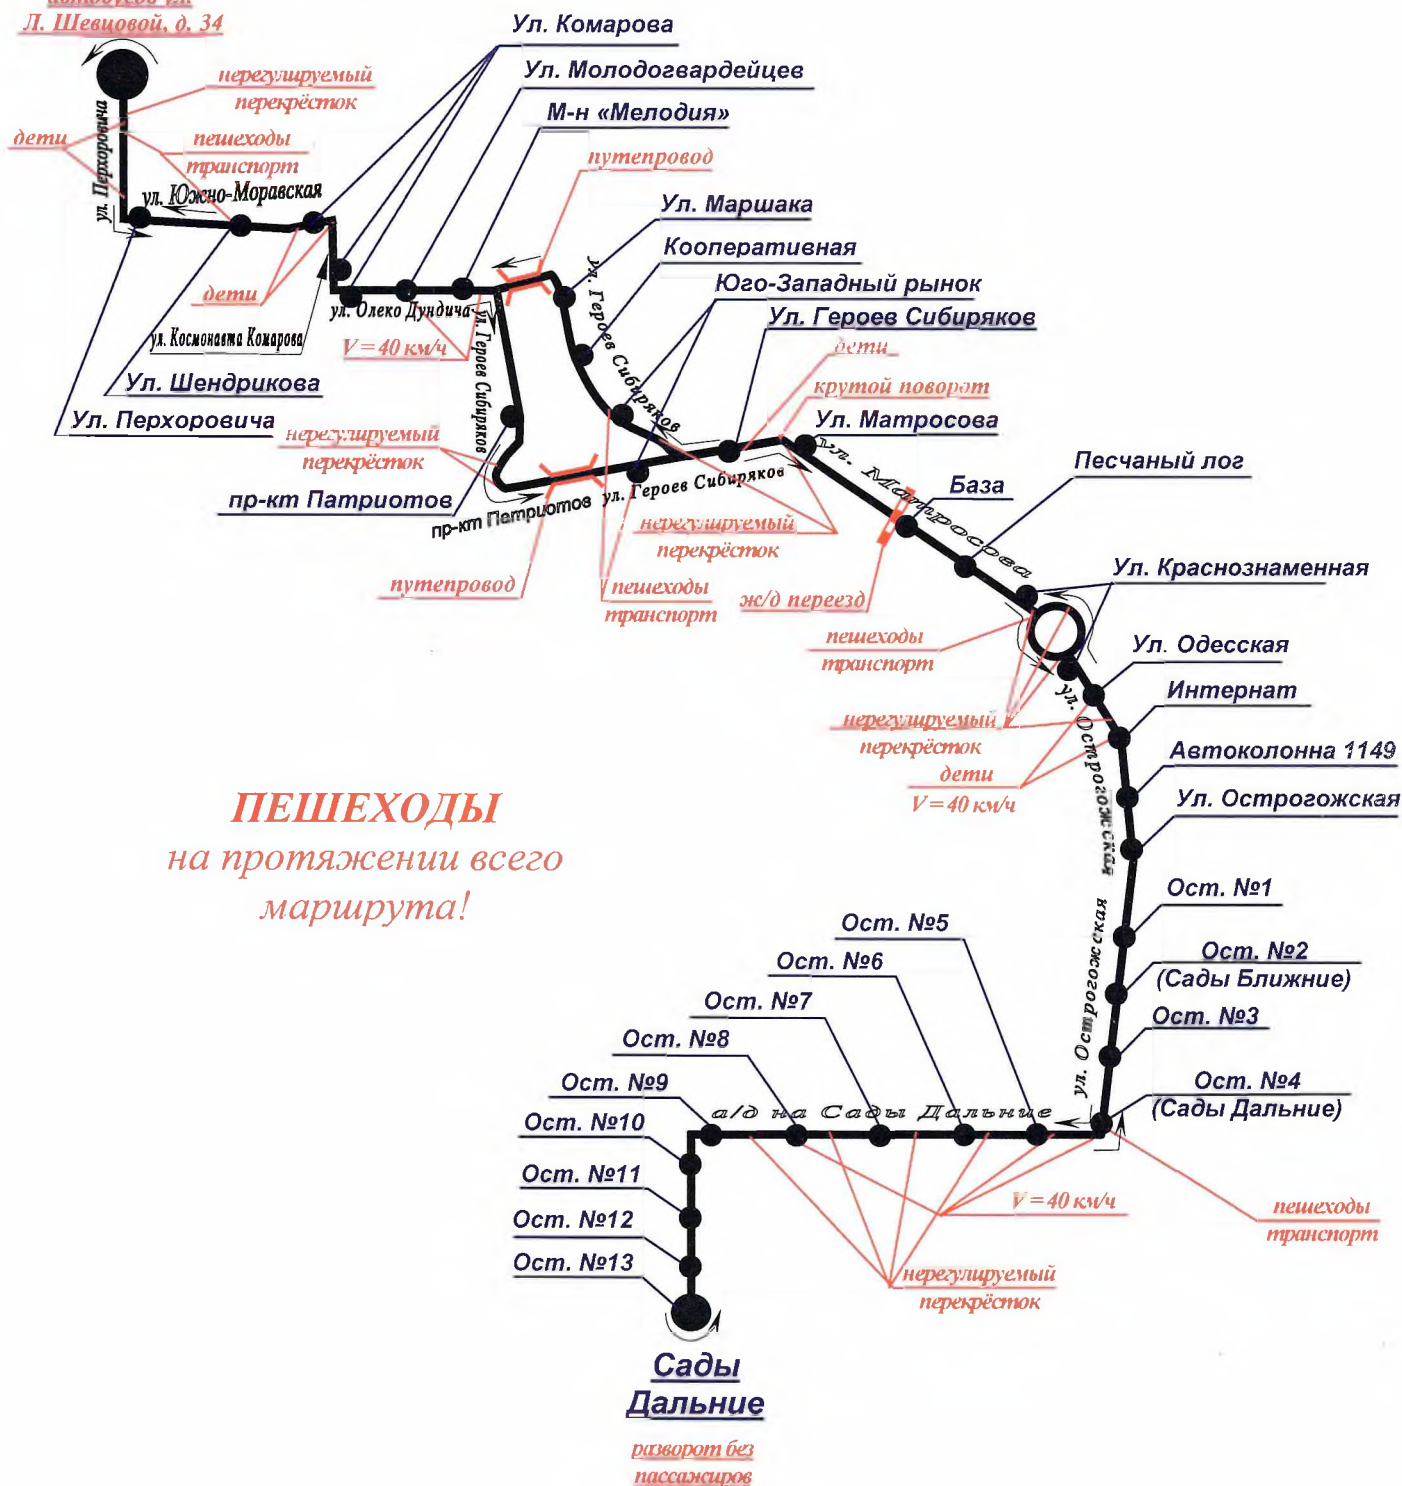 автобусов ул.
Л. Шевцовой, д. 34
Ул. Комарова
Ул. Молодогвардейцев
М-н «Мелодия»
нерегулируемый
перекрёсток
дети
пешеходы
транспорт
ул. Перхоровича
ул. Южно-Моравская
путепровод
Ул. Маршака
Кооперативная
Юго-Западный рынок
Ул. Героев Сибиряков
дети
ул. Олеко Дундича
ул. Героев Сибиряков
ул. Космонавта Комарова
V = 40 км/ч
ул. Героев Сибиряков
дети
крутой поворот
Ул. Шендрикова
Ул. Перхоровича
нерегулируемый
перекрёсток
Ул. Матросова
ул. Матросова
Песчаный лог
База
пр-кт Патриотов
пр-кт Патриотов
ул. Героев Сибиряков
нерегулируемый
перекрёсток
путепровод
пешеходы
транспорт
ж/д переезд
Ул. Краснознаменная
пешеходы
транспорт
Ул. Одесская
Интернат
нерегулируемый
перекрёсток
дети
V = 40 км/ч
ул. Острогожская
Автоколонна 1149
Ул. Острогожская
ПЕШЕХОДЫ
на протяжении всего
маршрута!
Ост. №1
Ост. №2
(Сады Ближние)
Ост. №3
ул. Острогожская
Ост. №4
(Сады Дальние)
Ост. №5
Ост. №6
Ост. №7
Ост. №8
Ост. №9
а/д на Сады Дальние
Ост. №10
Ост. №11
Ост. №12
Ост. №13
V = 40 км/ч
пешеходы
транспорт
нерегулируемый
перекрёсток
Сады
Дальние
разворот без
пассажиров